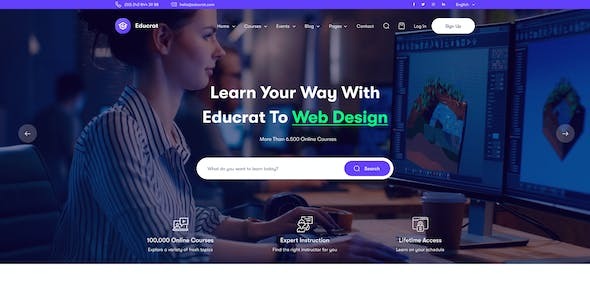 (00) 242 844 39 88 hello@educrat.com English
Educrat Home Courses Events Blog Pages Contact Log In Sign Up
Learn Your Way With
Educrat To Web Design
More Than 6.500 Online Courses
What do you want to learn today? Search
100,000 Online Courses Expert Instruction Lifetime Access
Explore a variety of fresh topics Find the right instructor for you Learn on your schedule